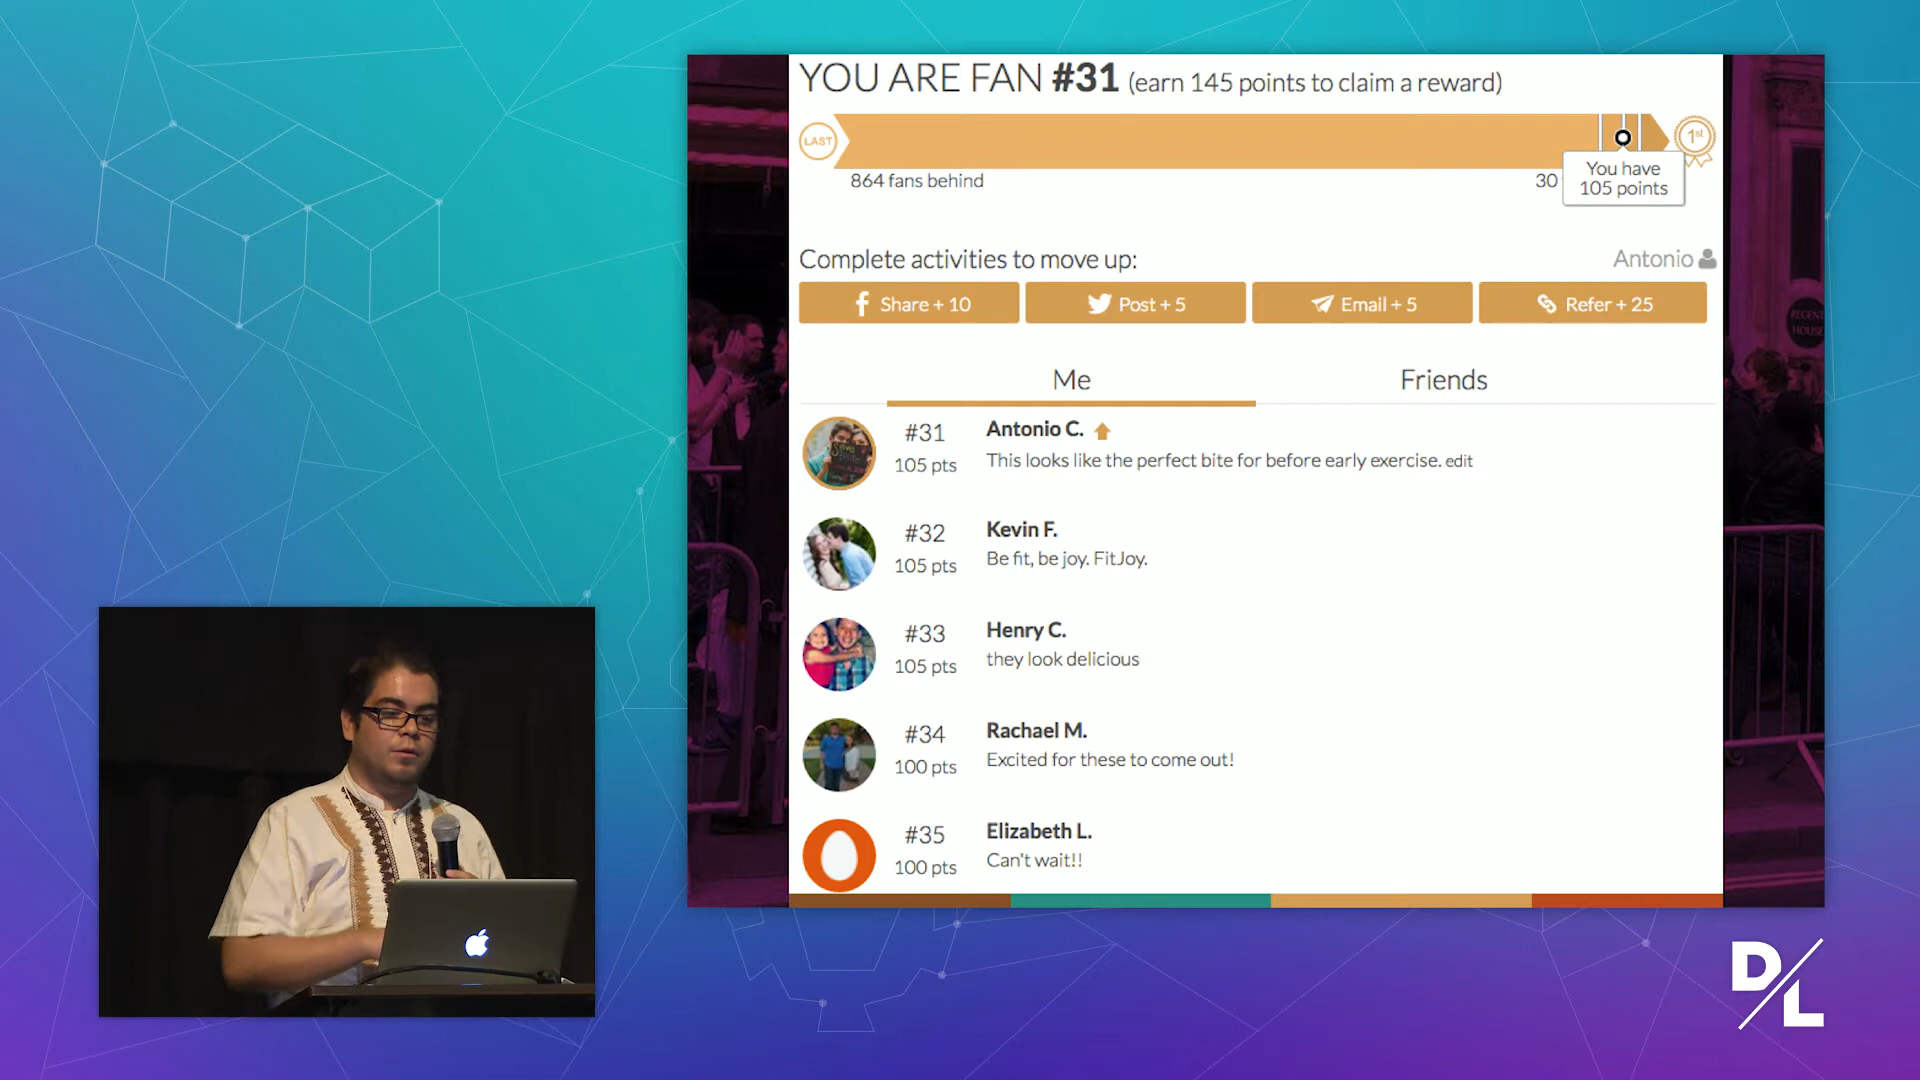 YOU ARE FAN #31 (earn 145 points to claim a reward)
LAST
1st
864 fans behind
30
You have
105 points
Complete activities to move up:
Antonio
Share + 10
Post + 5
Email + 5
Refer + 25
Me
Friends
#31
Antonio C.
105 pts
This looks like the perfect bite for before early exercise. edit
#32
Kevin F.
105 pts
Be fit, be joy. FitJoy.
#33
Henry C.
105 pts
they look delicious
#34
Rachael M.
100 pts
Excited for these to come out!
#35
Elizabeth L.
100 pts
Can't wait!!
REGENT
HOUSE
D/L